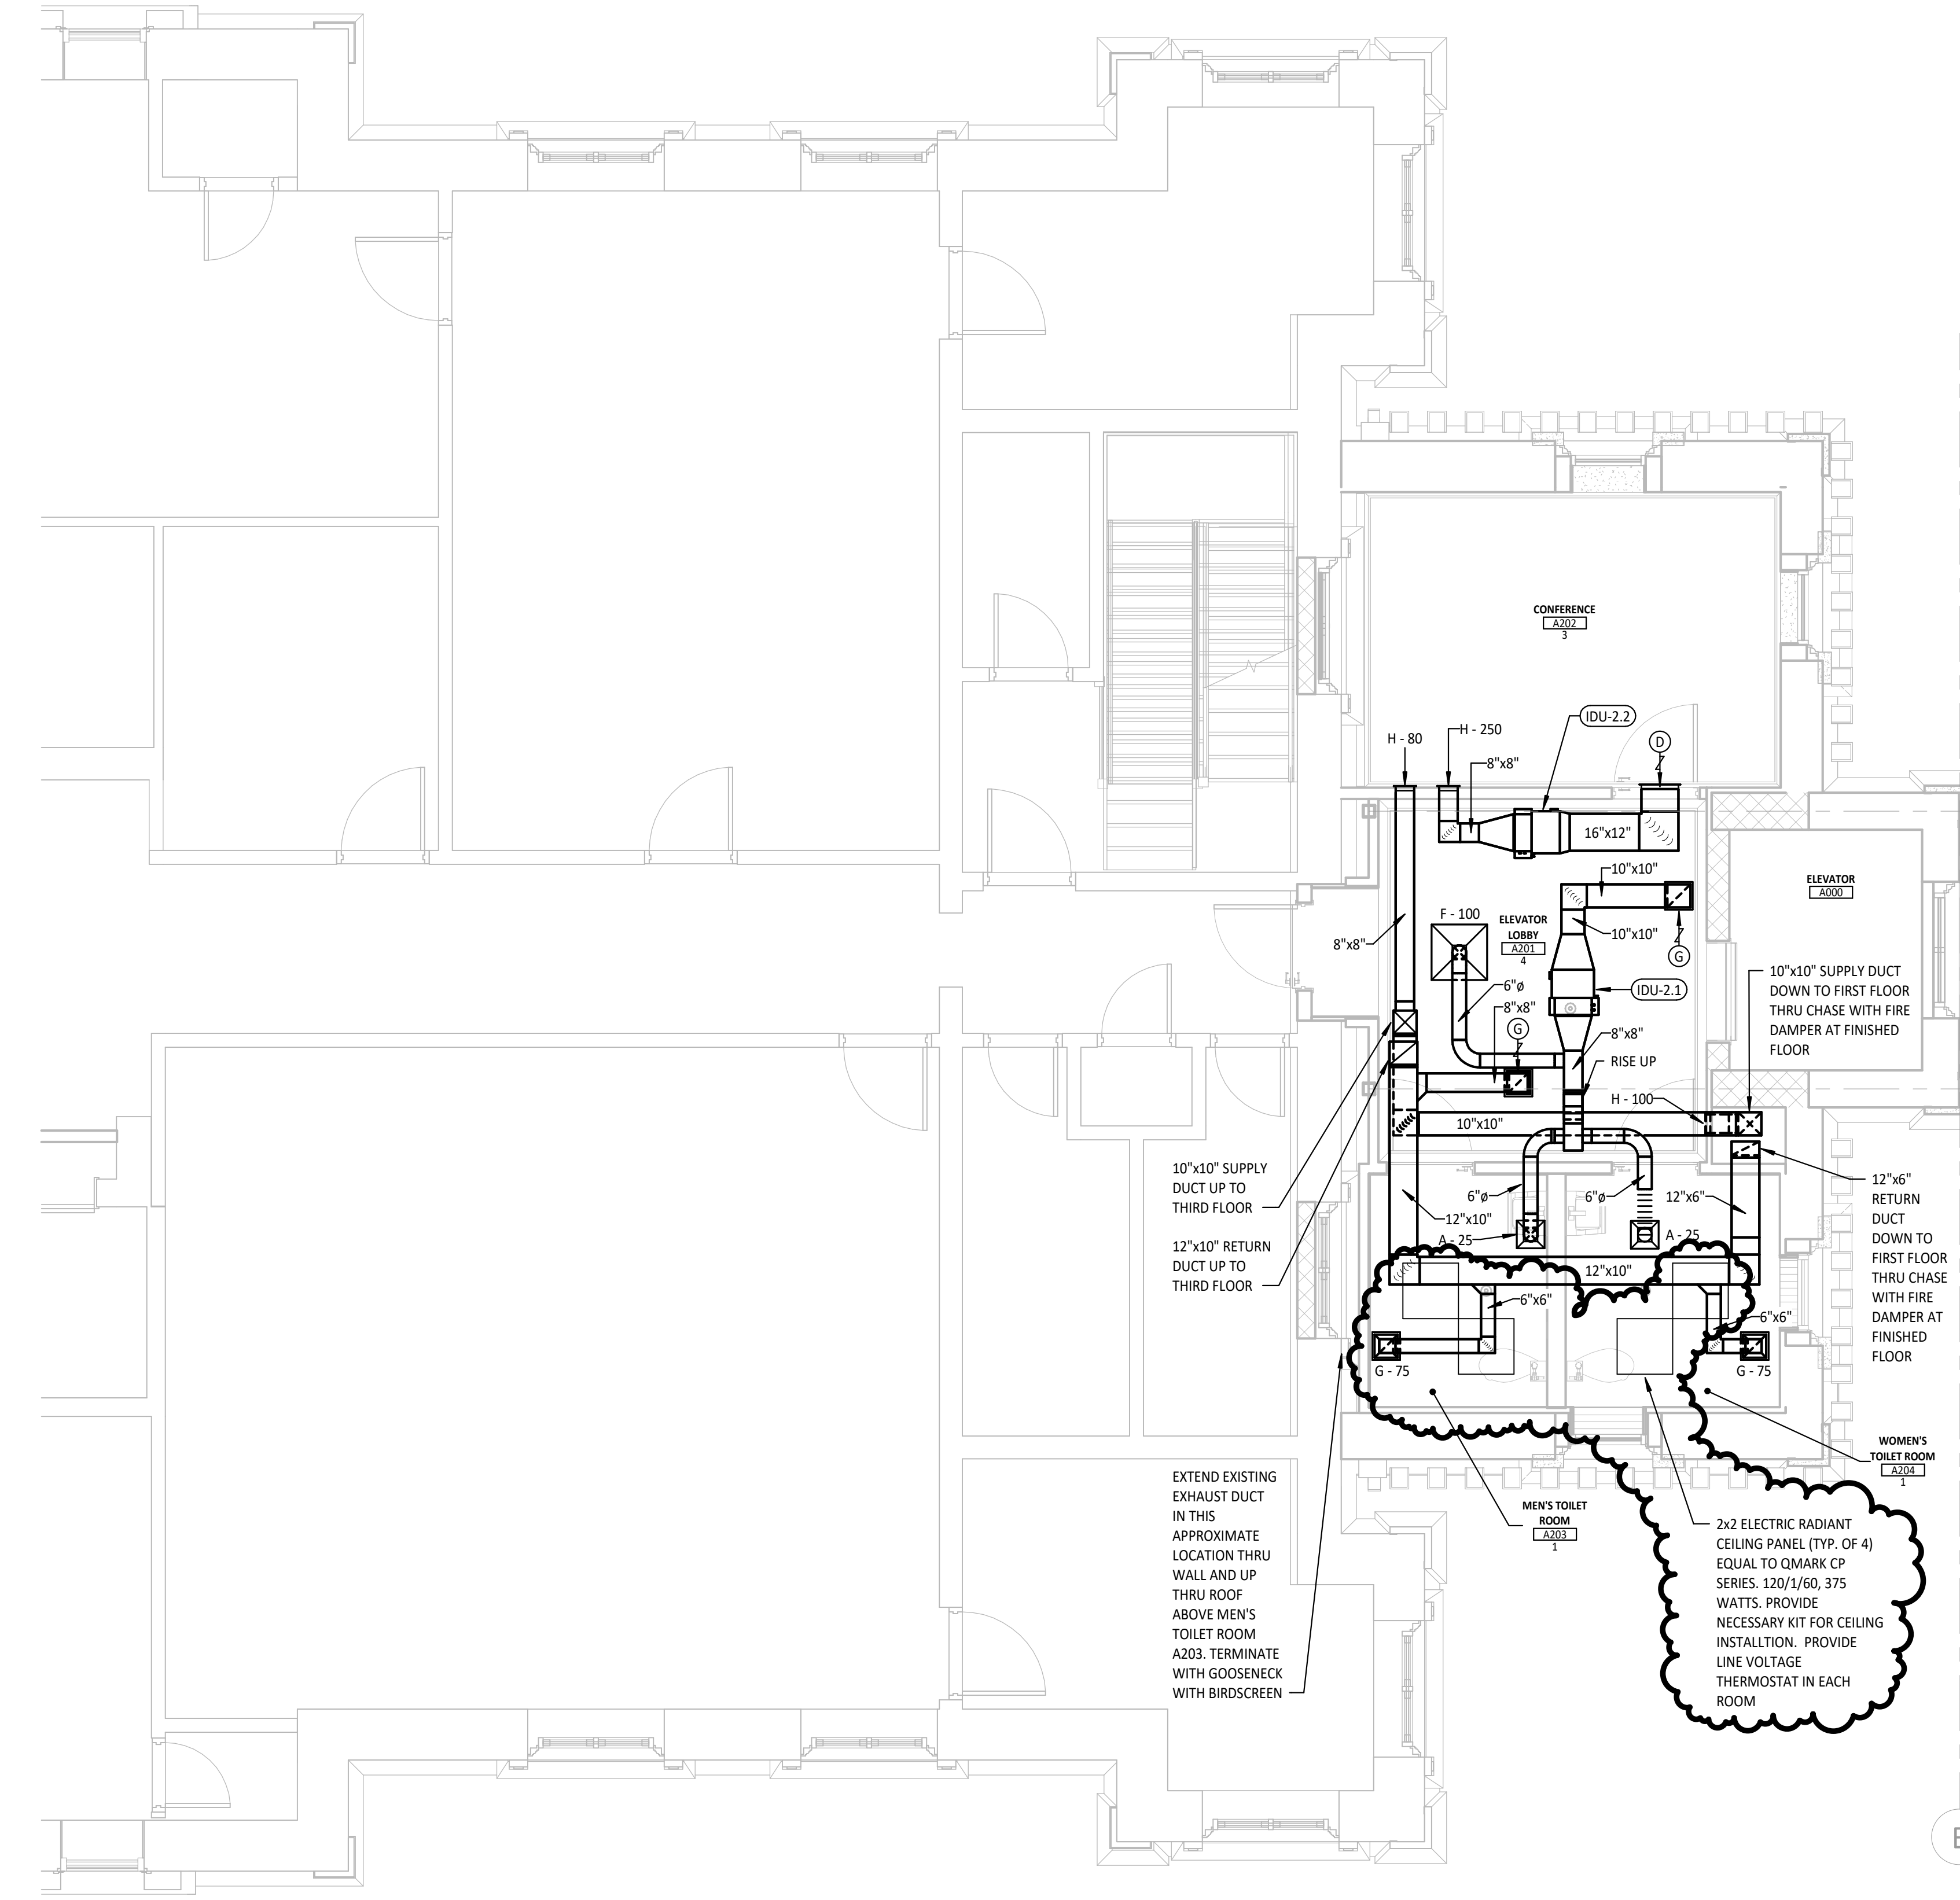 CONFERENCE
A202
3
IDU-2.2
H - 80
H - 250
D
8"x8"
16"x12"
10"x10"
ELEVATOR
A000
F - 100
ELEVATOR
LOBBY
A201
4
8"x8"
10"x10"
G
6"ø
IDU-2.1
8"x8"
G
8"x8"
RISE UP
10"x10" SUPPLY DUCT
DOWN TO FIRST FLOOR
THRU CHASE WITH FIRE
DAMPER AT FINISHED
FLOOR
H - 100
10"x10"
10"x10" SUPPLY
DUCT UP TO
THIRD FLOOR
12"x10" RETURN
DUCT UP TO
THIRD FLOOR
6"ø
6"ø
12"x6"
12"x10"
A - 25
A - 25
12"x10"
12"x6"
RETURN
DUCT
DOWN TO
FIRST FLOOR
THRU CHASE
WITH FIRE
DAMPER AT
FINISHED
FLOOR
6"x6"
6"x6"
G - 75
G - 75
WOMEN'S
TOILET ROOM
A204
1
MEN'S TOILET
ROOM
A203
1
EXTEND EXISTING
EXHAUST DUCT
IN THIS
APPROXIMATE
LOCATION THRU
WALL AND UP
THRU ROOF
ABOVE MEN'S
TOILET ROOM
A203. TERMINATE
WITH GOOSENECK
WITH BIRDSCREEN
2x2 ELECTRIC RADIANT
CEILING PANEL (TYP. OF 4)
EQUAL TO QMARK CP
SERIES. 120/1/60, 375
WATTS. PROVIDE
NECESSARY KIT FOR CEILING
INSTALLTION. PROVIDE
LINE VOLTAGE
THERMOSTAT IN EACH
ROOM